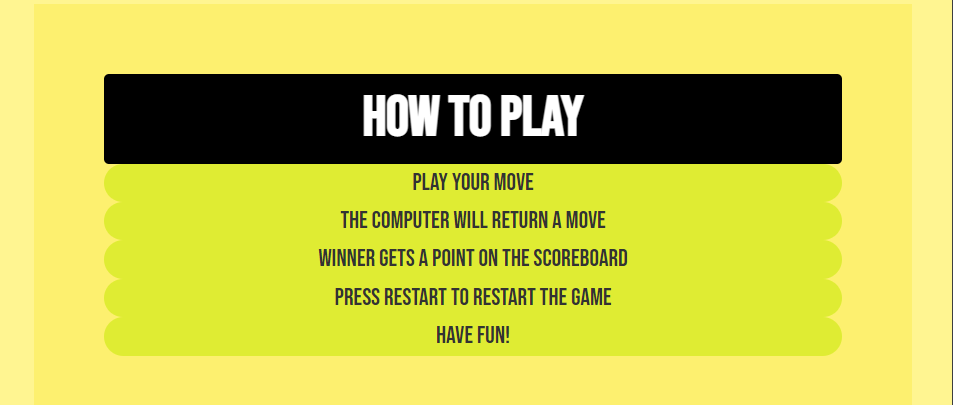 HOW TO PLAY
PLAY YOUR MOVE
THE COMPUTER WILL RETURN A MOVE
WINNER GETS A POINT ON THE SCOREBOARD
PRESS RESTART TO RESTART THE GAME
HAVE FUN!